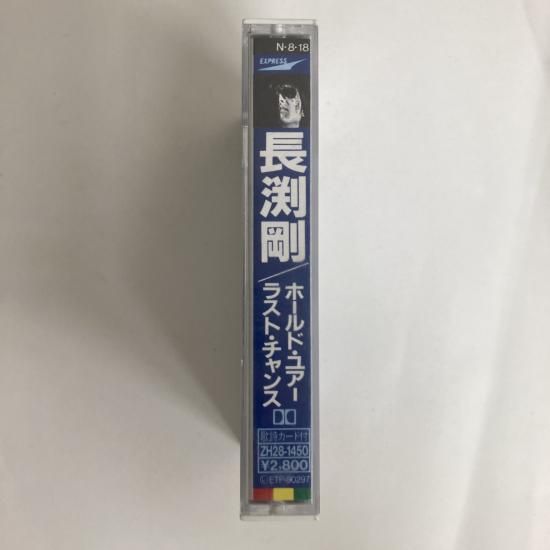 N・8・18
EXPRESS
長渕剛
ホールド・ユアー
ラスト・チャンス
歌詩カード付
ZH28-1450
¥2,800
Ⓛ ETP-90297